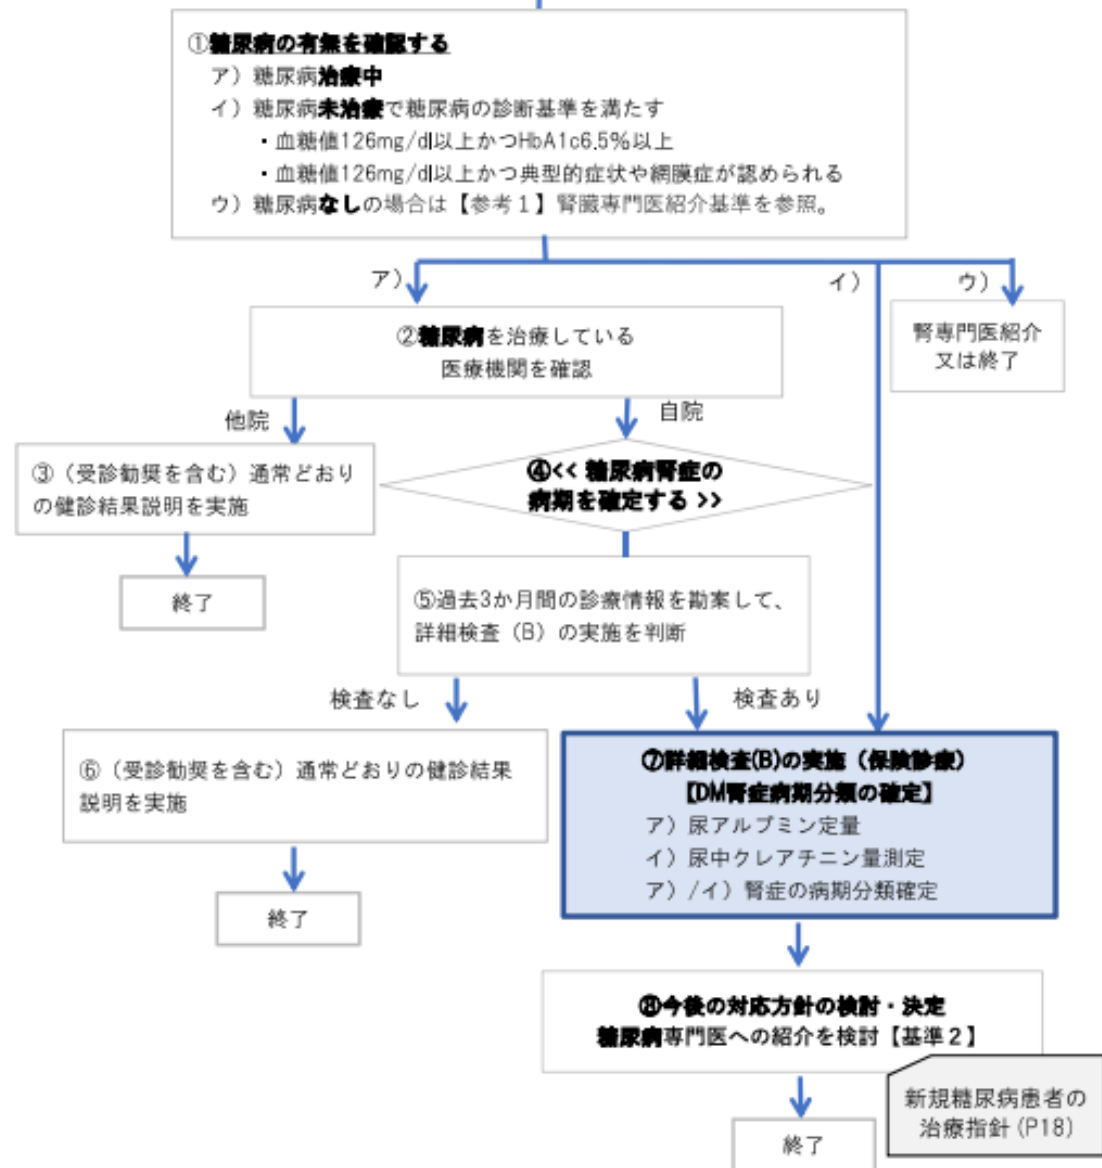 ①糖尿病の有無を確認する
ア）糖尿病治療中
イ）糖尿病未治療で糖尿病の診断基準を満たす
・血糖値126mg/dl以上かつHbA1c6.5%以上
・血糖値126mg/dl以上かつ典型的症状や網膜症が認められる
ウ）糖尿病なしの場合は【参考１】腎臓専門医紹介基準を参照。
ア）
イ）
ウ）
②糖尿病を治療している
医療機関を確認
腎専門医紹介
又は終了
他院
自院
③（受診勧奨を含む）通常どおり
の健診結果説明を実施
④<< 糖尿病腎症の
病期を確定する >>
終了
⑤過去3か月間の診療情報を勘案して、
詳細検査（B）の実施を判断
検査なし
検査あり
⑥（受診勧奨を含む）通常どおりの健診結果
説明を実施
⑦詳細検査(B)の実施（保険診療）
【DM腎症病期分類の確定】
ア）尿アルブミン定量
イ）尿中クレアチニン量測定
ア）/イ）腎症の病期分類確定
終了
⑧今後の対応方針の検討・決定
糖尿病専門医への紹介を検討【基準２】
新規糖尿病患者の
治療指針(P18)
終了